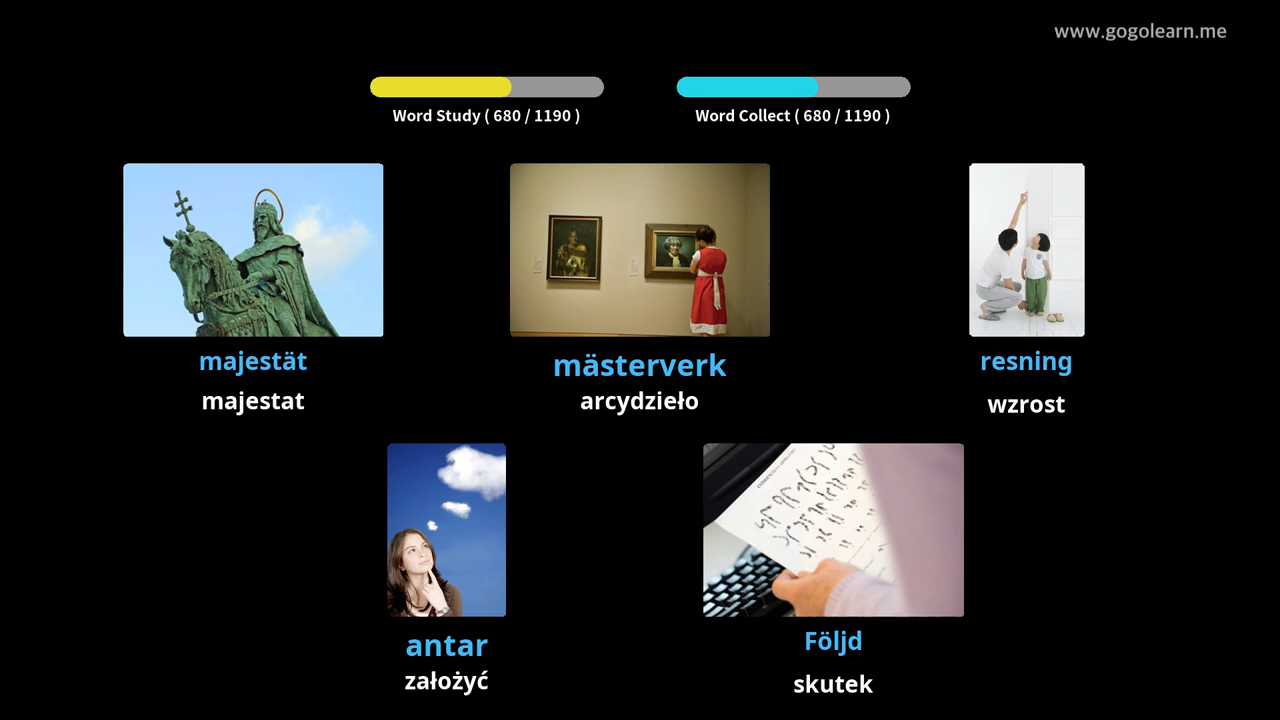 www.gogolearn.me
Word Study ( 680 / 1190 )
Word Collect ( 680 / 1190 )
majestät
majestat
mästerverk
arcydzieło
resning
wzrost
antar
założyć
Följd
skutek